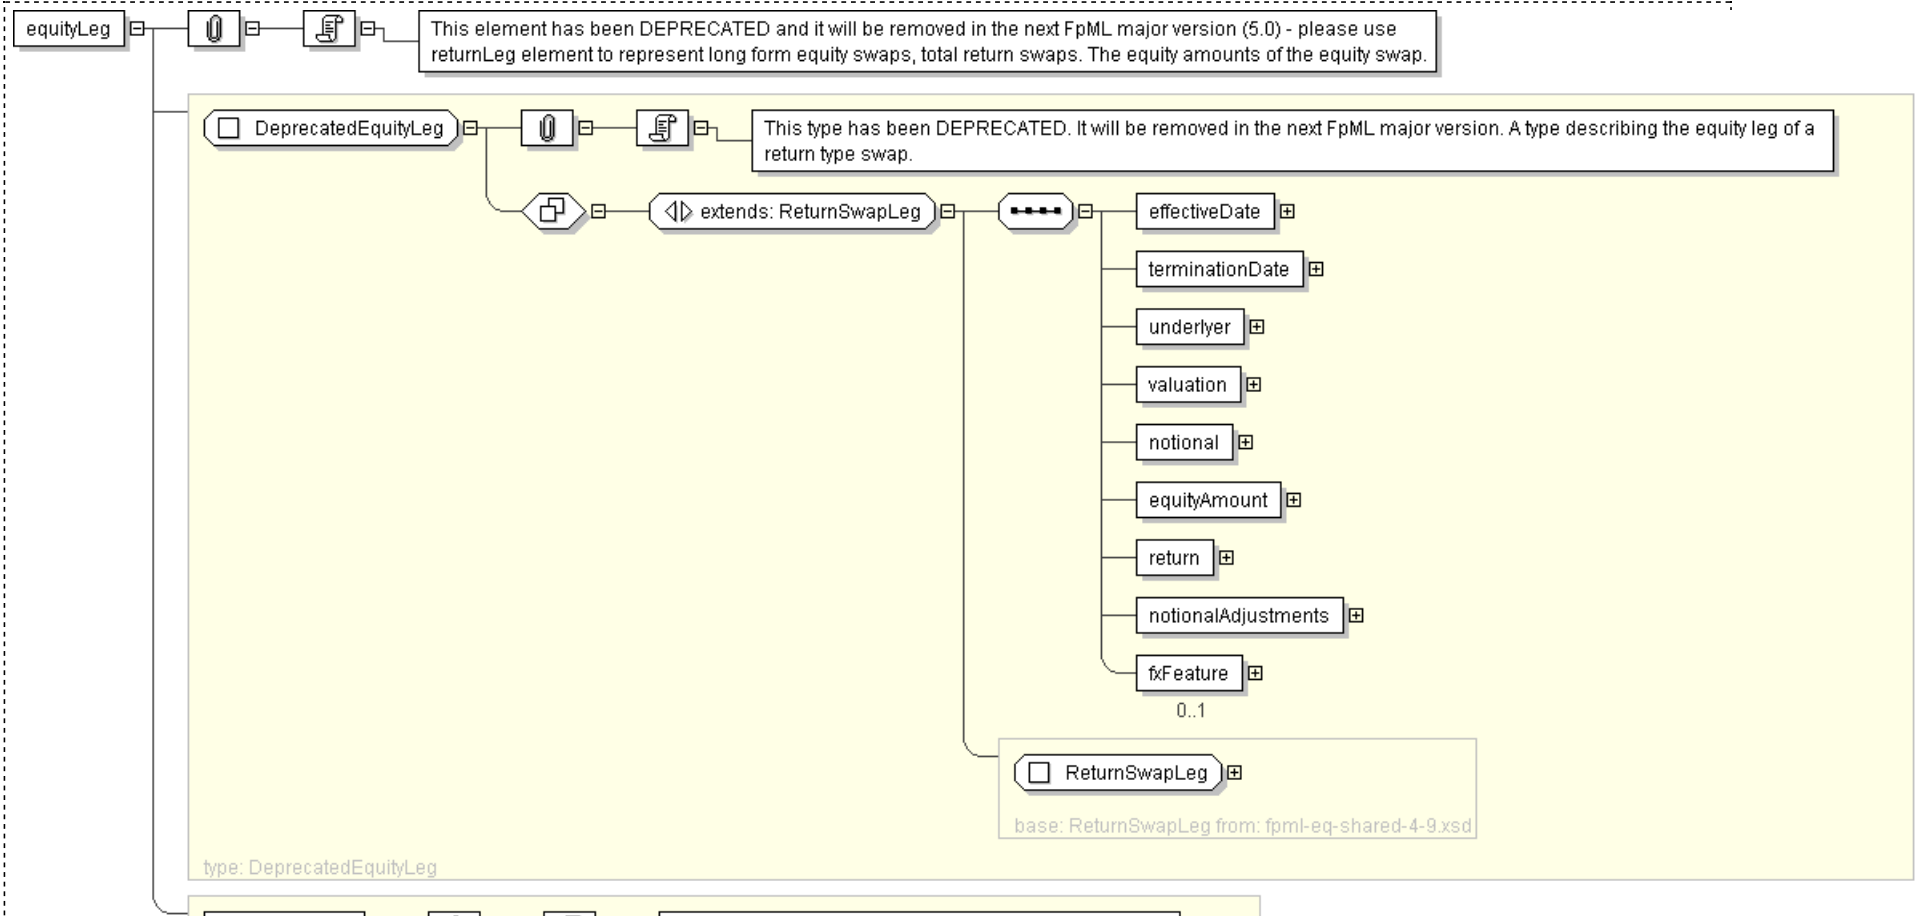 equityLeg
This element has been DEPRECATED and it will be removed in the next FpML major version (5.0) - please use
returnLeg element to represent long form equity swaps, total return swaps. The equity amounts of the equity swap.
DeprecatedEquityLeg
This type has been DEPRECATED. It will be removed in the next FpML major version. A type describing the equity leg of a
return type swap.
extends: ReturnSwapLeg
effectiveDate
terminationDate
underlyer
valuation
notional
equityAmount
return
notionalAdjustments
fxFeature
0..1
ReturnSwapLeg
base: ReturnSwapLeg from: fpml-eq-shared-4-9.xsd
type: DeprecatedEquityLeg